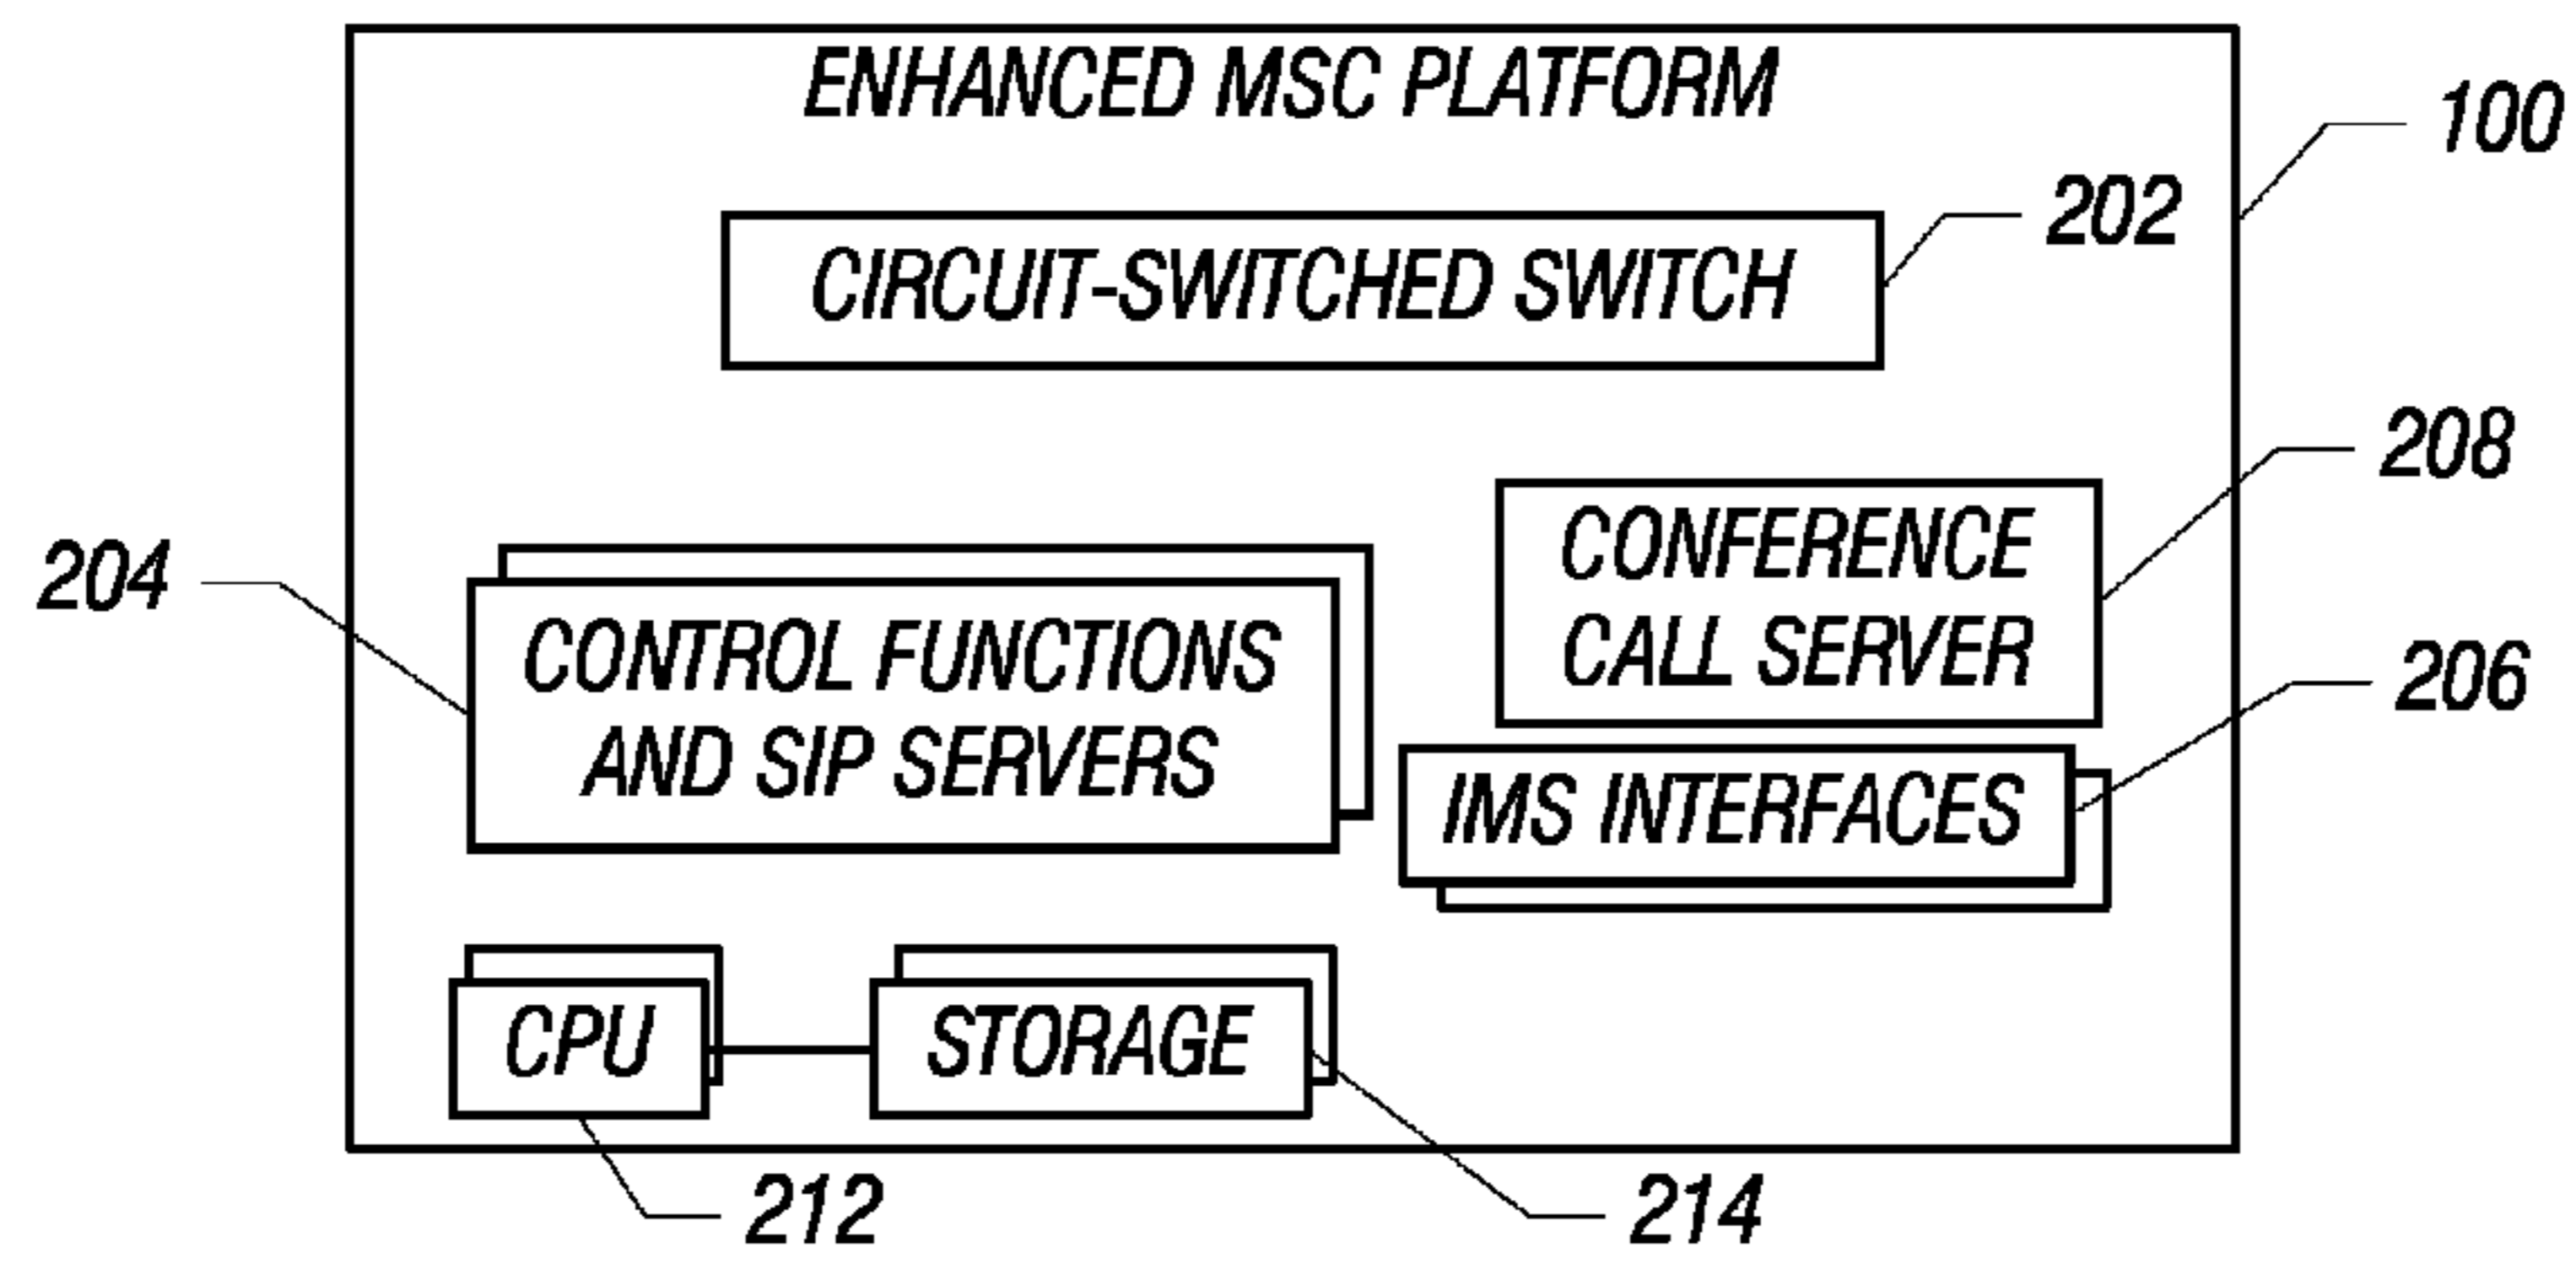 ENHANCED MSC PLATFORM
100
CIRCUIT-SWITCHED SWITCH
202
208
CONFERENCE
CALL SERVER
204
CONTROL FUNCTIONS
AND SIP SERVERS
206
IMS INTERFACES
CPU
STORAGE
212
214